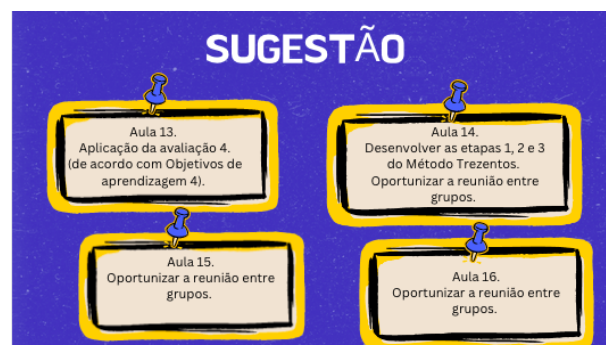 SUGESTÃO
Aula 13.
Aplicação da avaliação 4.
(de acordo com Objetivos de
aprendizagem 4).
Aula 14.
Desenvolver as etapas 1, 2 e 3
do Método Trezentos.
Oportunizar a reunião entre
grupos.
Aula 15.
Oportunizar a reunião entre
grupos.
Aula 16.
Oportunizar a reunião entre
grupos.